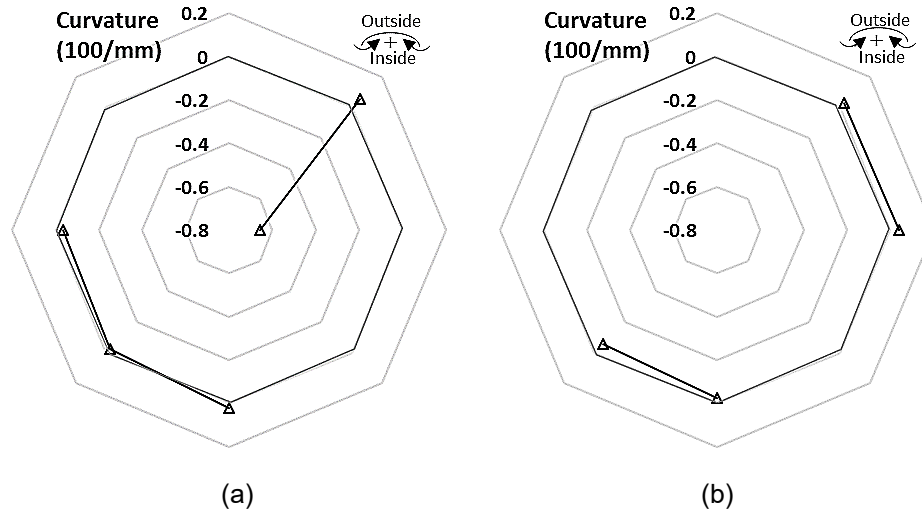 Curvature
(100/mm)
0.2
0
-0.2
-0.4
-0.6
-0.8
Outside
+
Inside
(a)
Curvature
(100/mm)
0.2
0
-0.2
-0.4
-0.6
-0.8
Outside
+
Inside
(b)